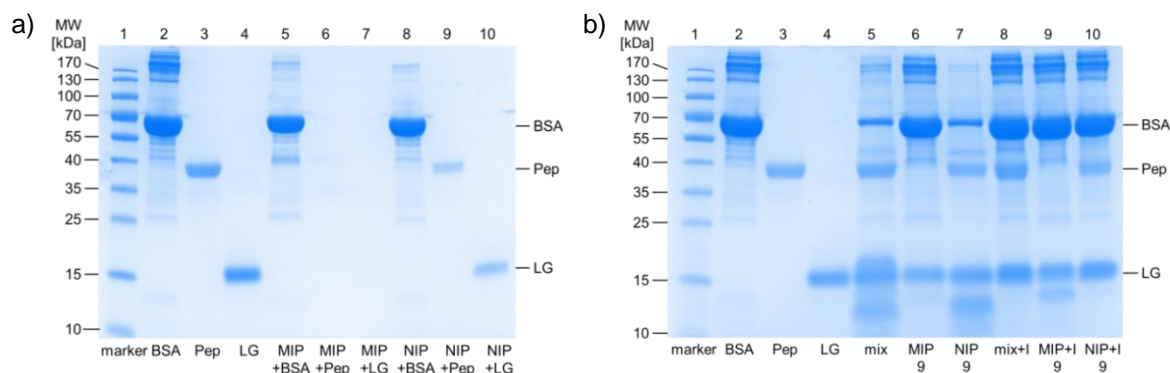 a)
MW
[kDa]
1 2 3 4 5 6 7 8 9 10
170
130
100
70
55
40
35
25
15
10
BSA
Pep
LG
marker BSA Pep LG MIP +BSA MIP +Pep MIP +LG NIP +BSA NIP +Pep NIP +LG
b)
MW
[kDa]
1 2 3 4 5 6 7 8 9 10
170
130
100
70
55
40
35
25
15
10
BSA
Pep
LG
marker BSA Pep LG mix MIP 9 NIP 9 mix+I MIP+I 9 NIP+I 9